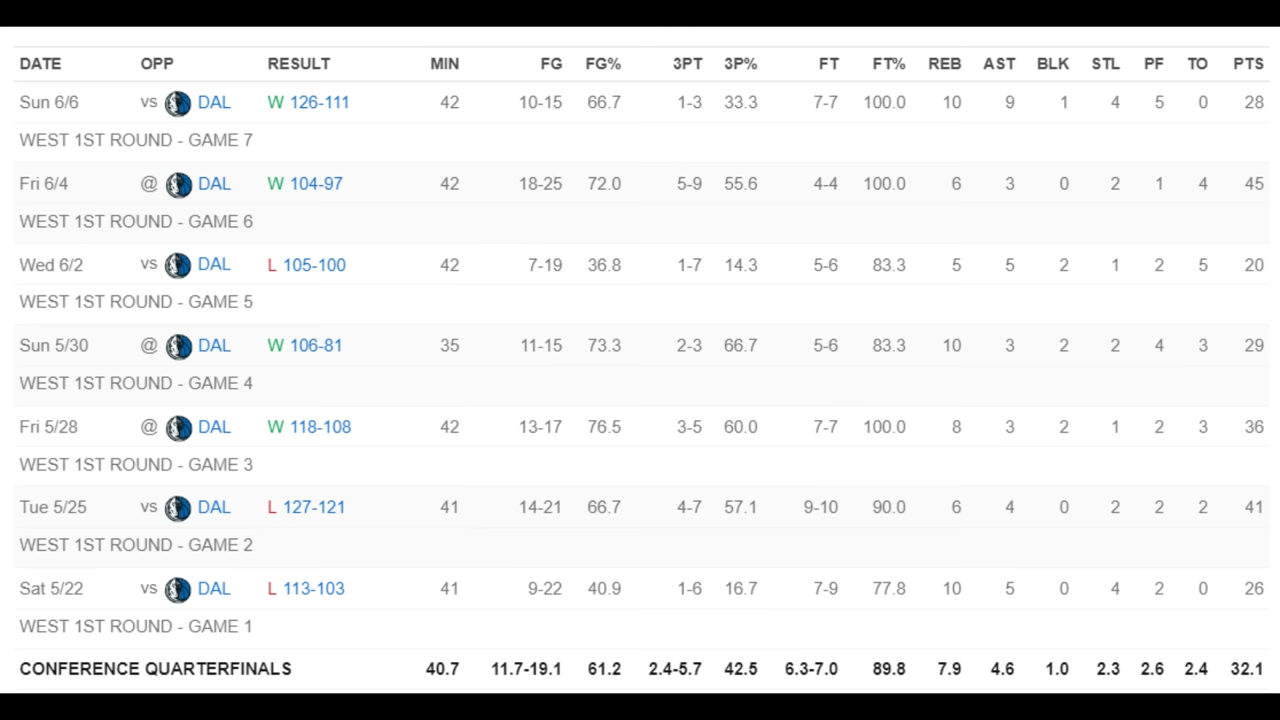 DATE OPP RESULT MIN FG FG% 3PT 3P% FT FT% REB AST BLK STL PF TO PTS
Sun 6/6 vs DAL W 126-111 42 10-15 66.7 1-3 33.3 7-7 100.0 10 9 1 4 5 0 28
WEST 1ST ROUND - GAME 7
Fri 6/4 @ DAL W 104-97 42 18-25 72.0 5-9 55.6 4-4 100.0 6 3 0 2 1 4 45
WEST 1ST ROUND - GAME 6
Wed 6/2 vs DAL L 105-100 42 7-19 36.8 1-7 14.3 5-6 83.3 5 5 2 1 2 5 20
WEST 1ST ROUND - GAME 5
Sun 5/30 @ DAL W 106-81 35 11-15 73.3 2-3 66.7 5-6 83.3 10 3 2 2 4 3 29
WEST 1ST ROUND - GAME 4
Fri 5/28 @ DAL W 118-108 42 13-17 76.5 3-5 60.0 7-7 100.0 8 3 2 1 2 3 36
WEST 1ST ROUND - GAME 3
Tue 5/25 vs DAL L 127-121 41 14-21 66.7 4-7 57.1 9-10 90.0 6 4 0 2 2 2 41
WEST 1ST ROUND - GAME 2
Sat 5/22 vs DAL L 113-103 41 9-22 40.9 1-6 16.7 7-9 77.8 10 5 0 4 2 0 26
WEST 1ST ROUND - GAME 1
CONFERENCE QUARTERFINALS 40.7 11.7-19.1 61.2 2.4-5.7 42.5 6.3-7.0 89.8 7.9 4.6 1.0 2.3 2.6 2.4 32.1